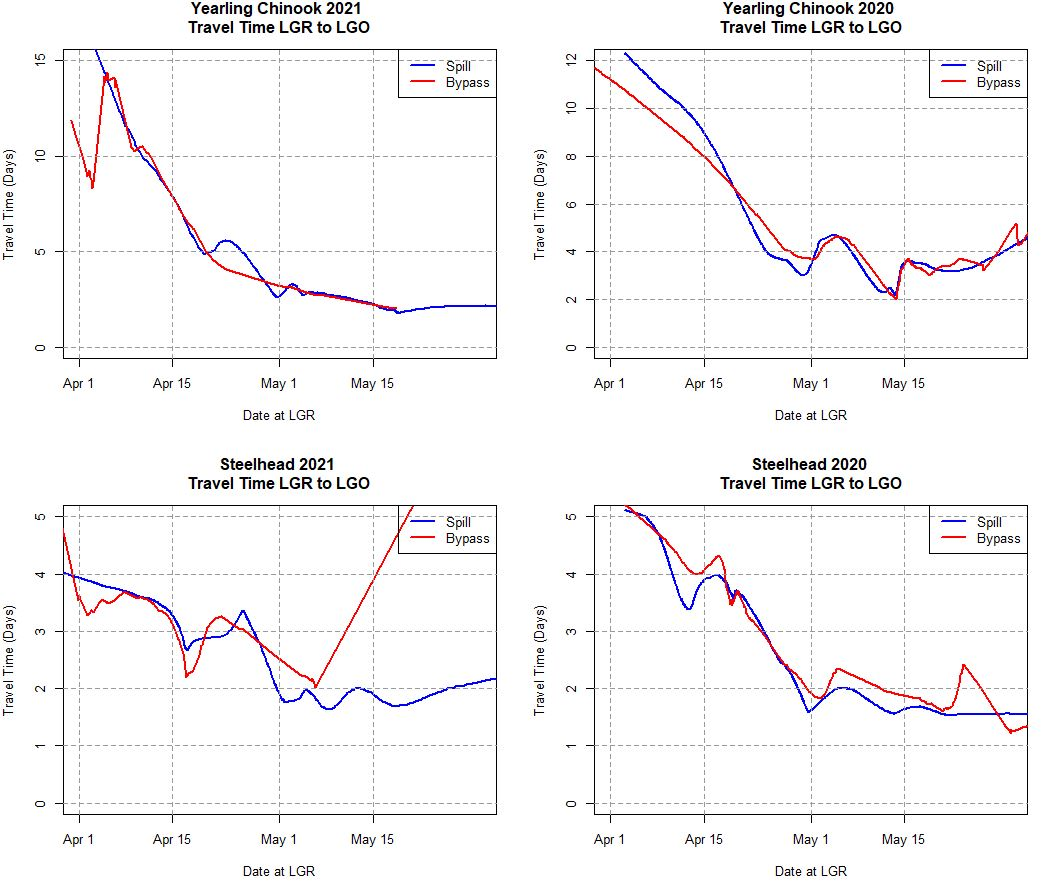 Yearling Chinook 2021
Travel Time LGR to LGO
Travel Time (Days)
15
10
5
0
Spill
Bypass
Apr 1 Apr 15 May 1 May 15
Date at LGR
Yearling Chinook 2020
Travel Time LGR to LGO
Travel Time (Days)
12
10
8
6
4
2
0
Spill
Bypass
Apr 1 Apr 15 May 1 May 15
Date at LGR
Steelhead 2021
Travel Time LGR to LGO
Travel Time (Days)
5
4
3
2
1
0
Spill
Bypass
Apr 1 Apr 15 May 1 May 15
Date at LGR
Steelhead 2020
Travel Time LGR to LGO
Travel Time (Days)
5
4
3
2
1
0
Spill
Bypass
Apr 1 Apr 15 May 1 May 15
Date at LGR